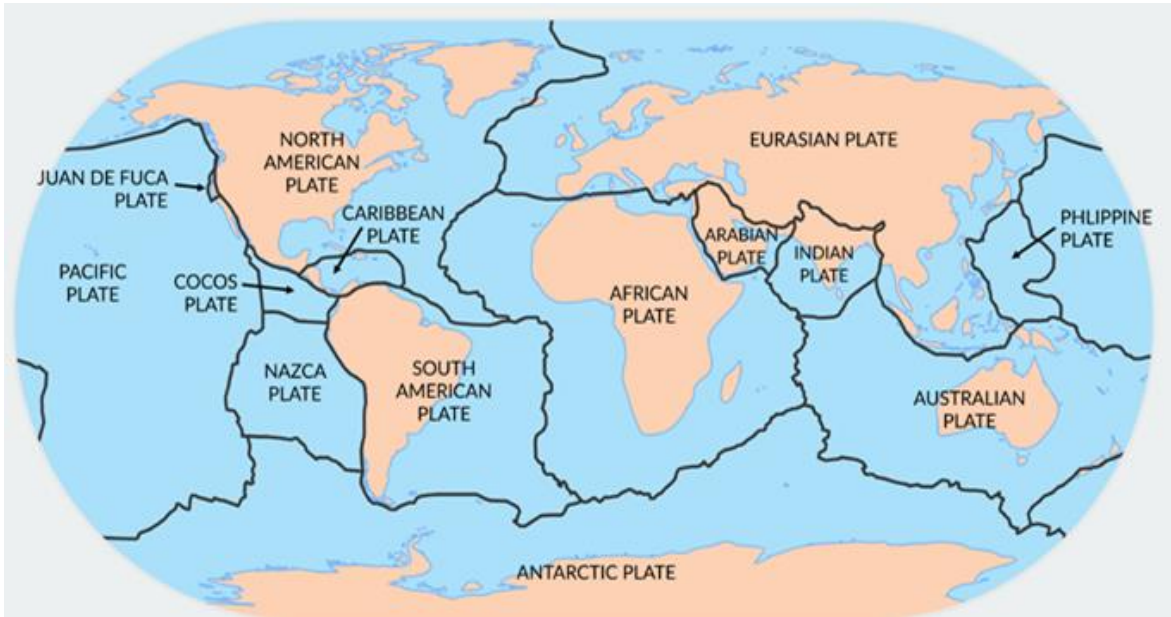 NORTH
AMERICAN
PLATE
EURASIAN PLATE
JUAN DE FUCA
PLATE
CARIBBEAN
PLATE
PHLIPPINE
PLATE
ARABIAN
PLATE
INDIAN
PLATE
PACIFIC
PLATE
COCOS
PLATE
AFRICAN
PLATE
NAZCA
PLATE
SOUTH
AMERICAN
PLATE
AUSTRALIAN
PLATE
ANTARCTIC PLATE